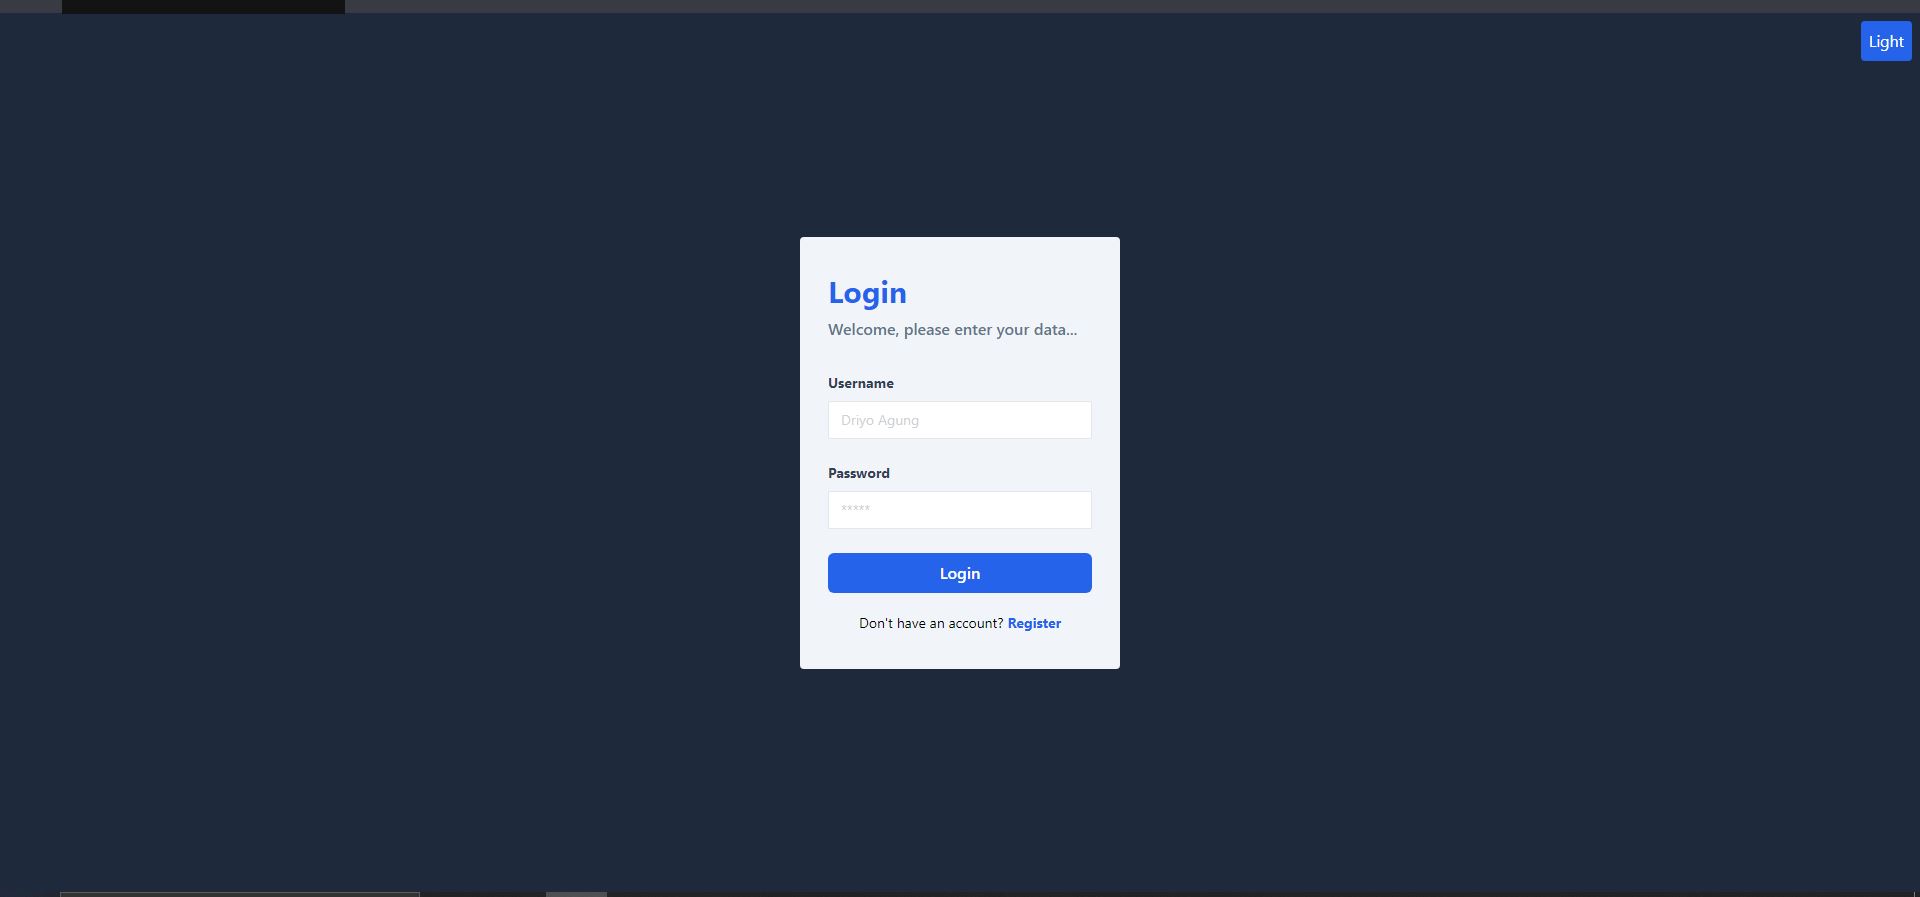 Light
Login
Welcome, please enter your data...
Username
Driyo Agung
Password
*****
Login
Don't have an account? Register